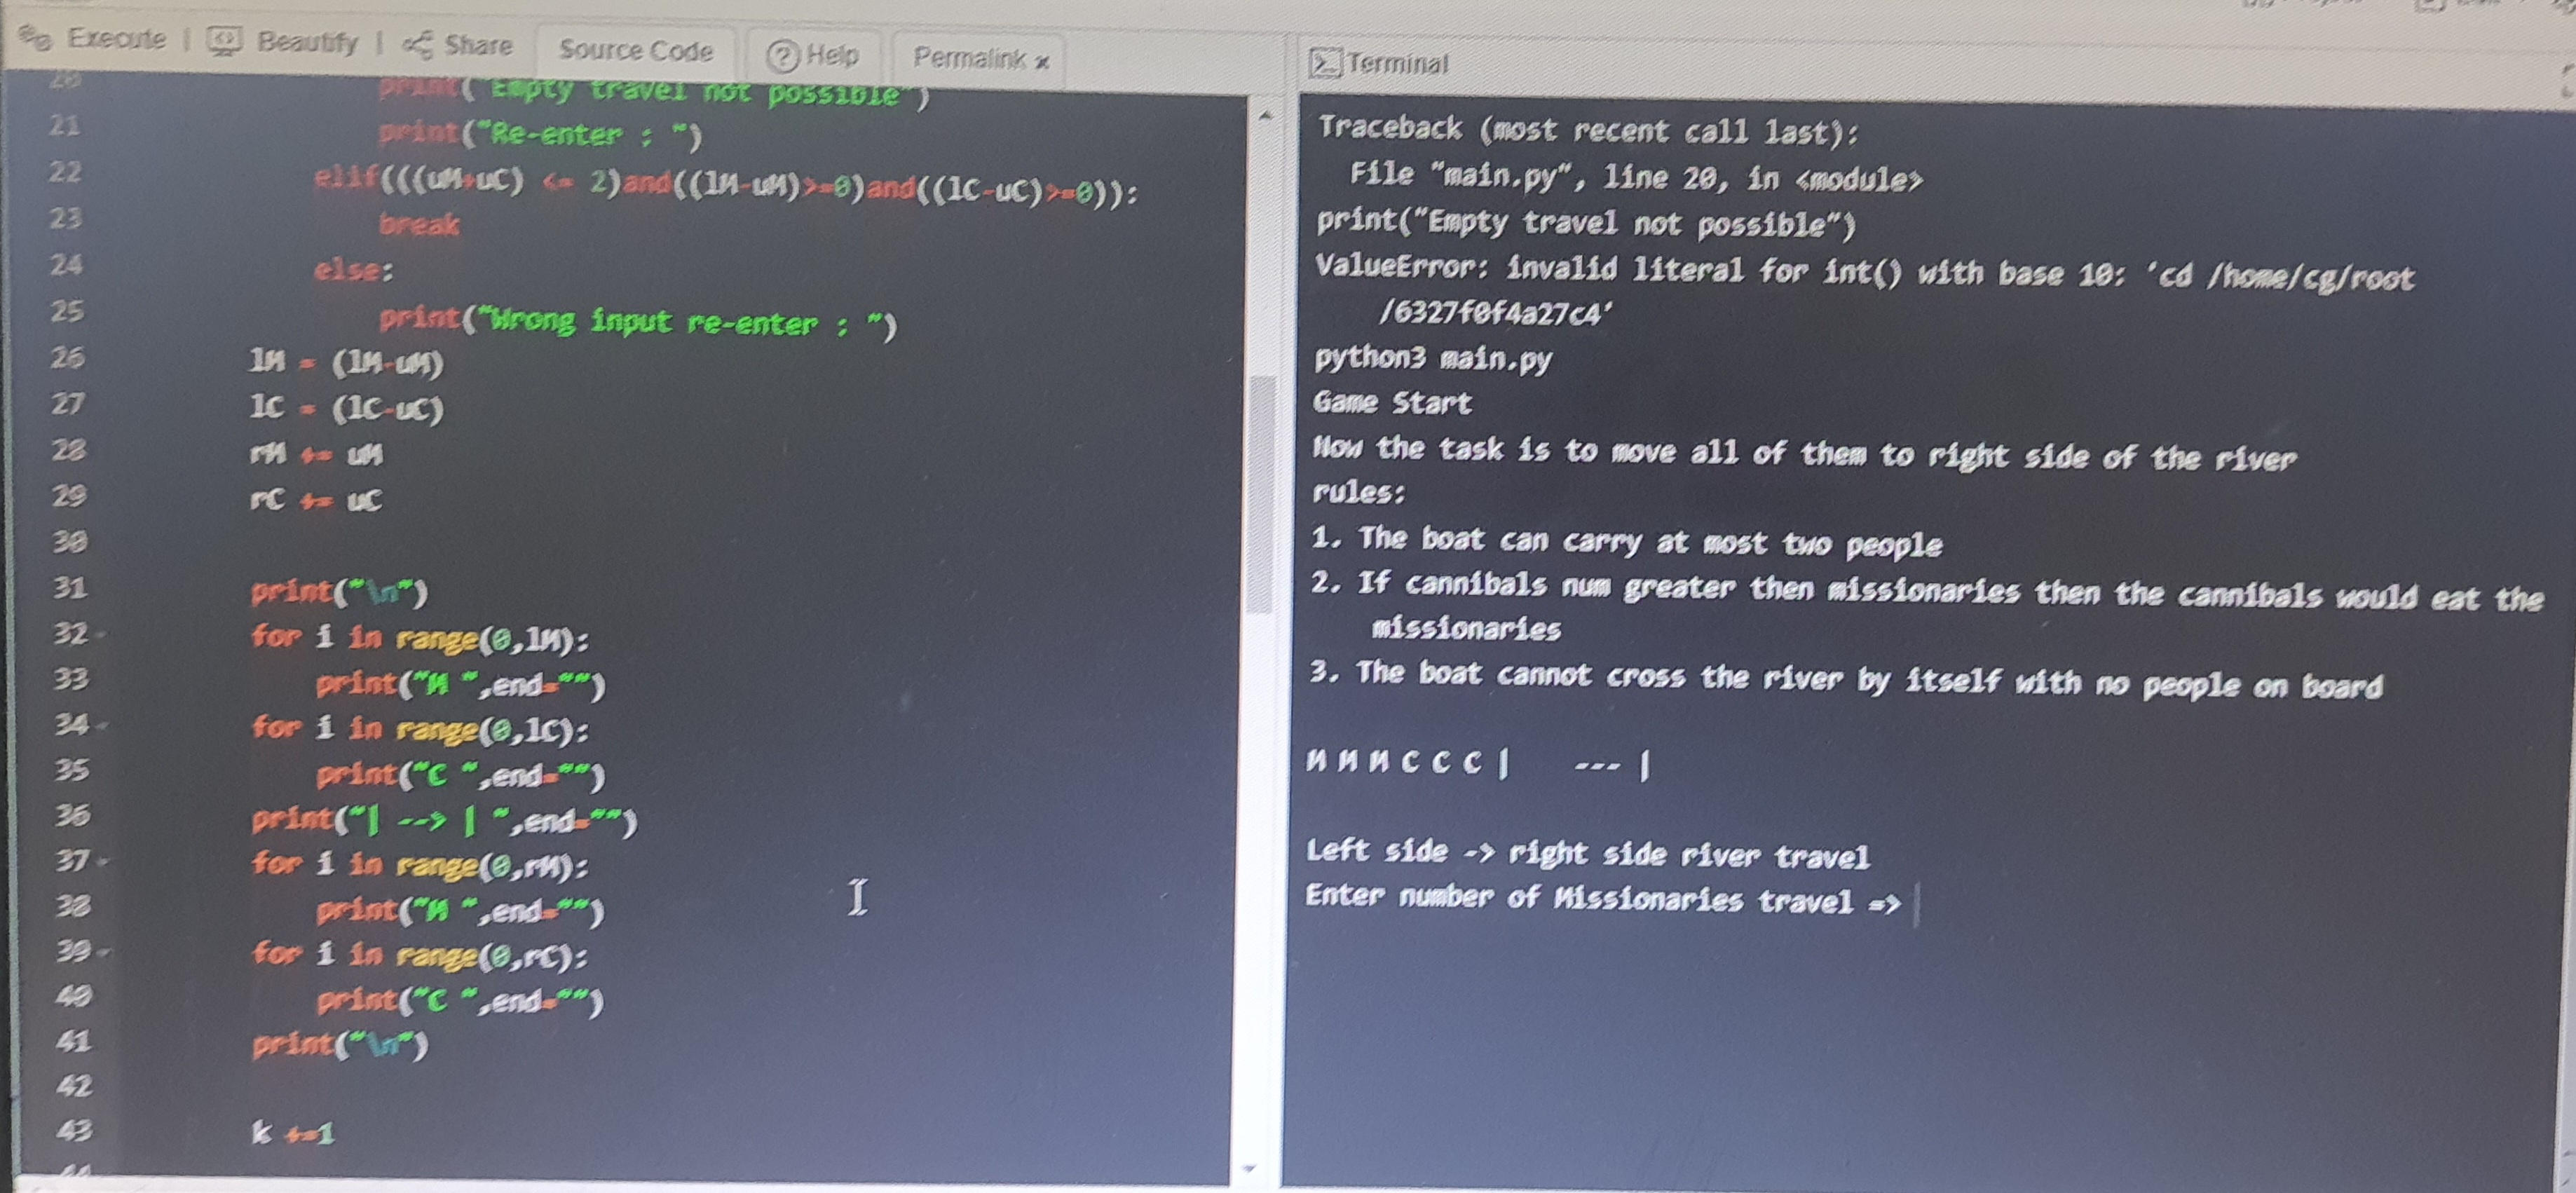 Execute | Beautify | Share Source Code Help Permalink x
20 print("Empty travel not possible")
21 print("Re-enter : ")
22 elif(((uM+uC) <= 2)and((lM-uM)>=0)and((lC-uC)>=0)):
23 break
24 else:
25 print("Wrong input re-enter : ")
26 lM = (lM-uM)
27 lC = (lC-uC)
28 rM += uM
29 rC += uC
30
31 print("\n")
32 for i in range(0,lM):
33 print("M ",end="")
34 for i in range(0,lC):
35 print("C ",end="")
36 print("| --> | ",end="")
37 for i in range(0,rM):
38 print("M ",end="")
39 for i in range(0,rC):
40 print("C ",end="")
41 print("\n")
42
43 k +=1
44
Terminal
Traceback (most recent call last):
File "main.py", line 20, in <module>
print("Empty travel not possible")
ValueError: invalid literal for int() with base 10: 'cd /home/cg/root
/6327f0f4a27c4'
python3 main.py
Game Start
Now the task is to move all of them to right side of the river
rules:
1. The boat can carry at most two people
2. If cannibals num greater then missionaries then the cannibals would eat the
missionaries
3. The boat cannot cross the river by itself with no people on board
M M M C C C | --- |
Left side -> right side river travel
Enter number of Missionaries travel =>